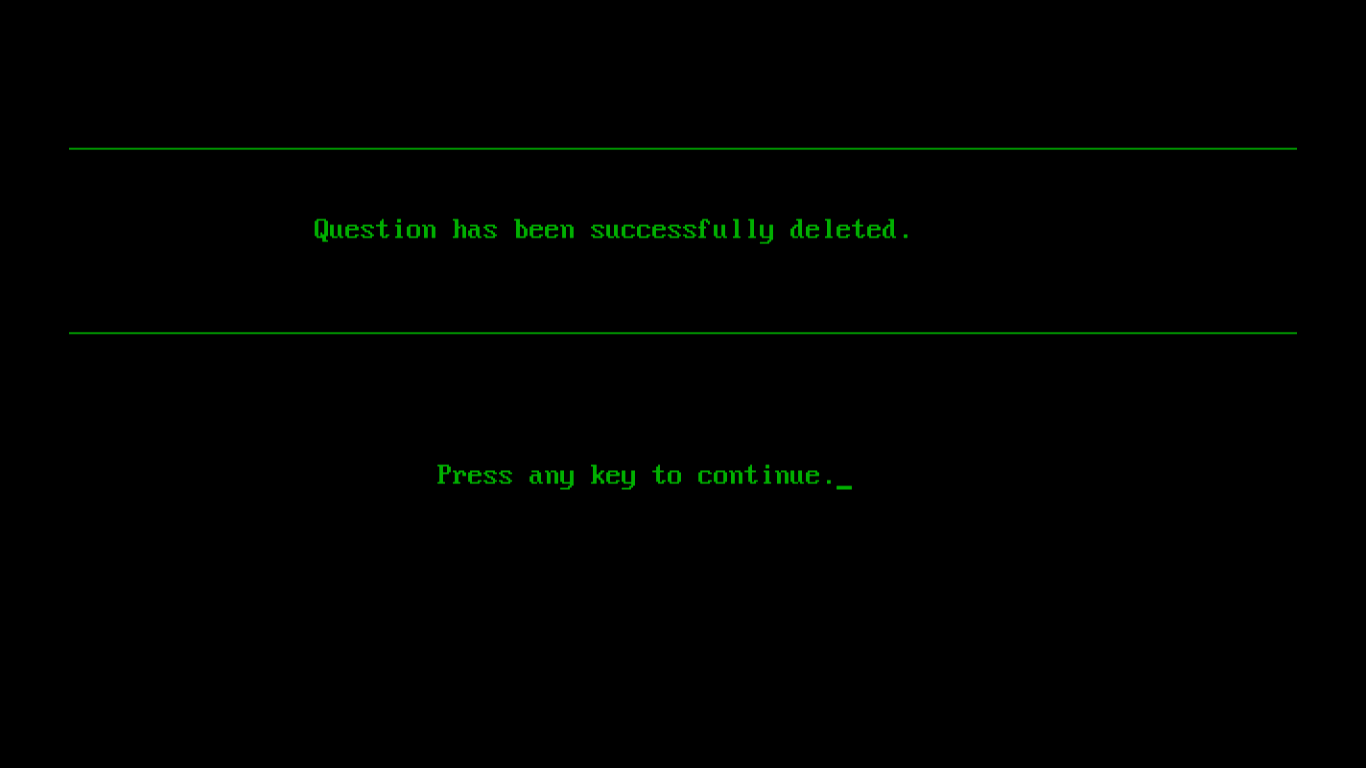 Question has been successfully deleted.
Press any key to continue._